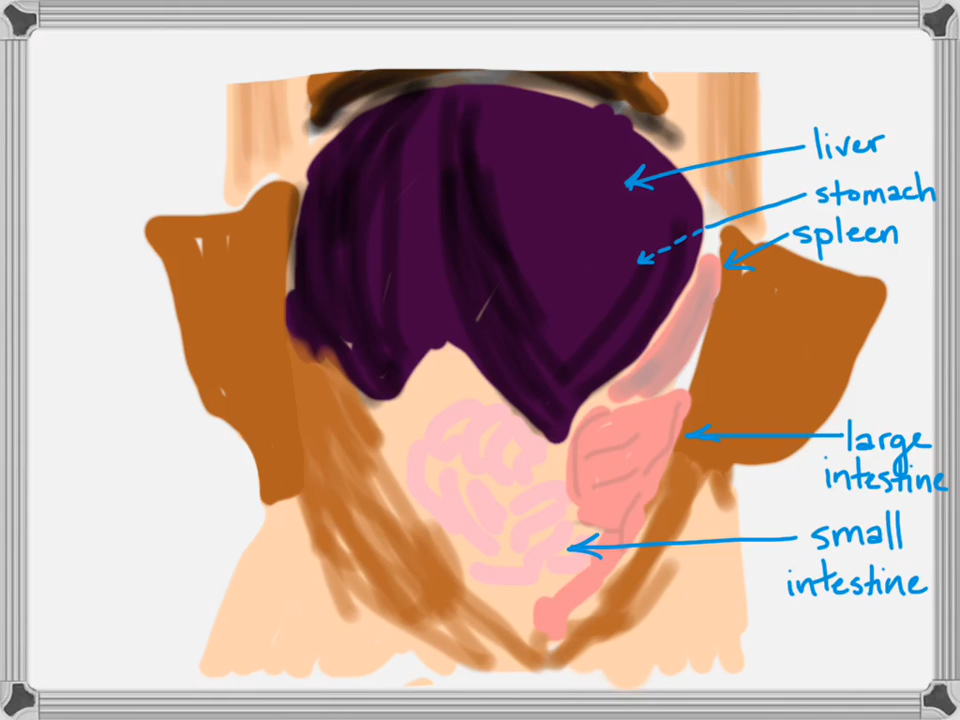 liver
stomach
spleen
large
intestine
small
intestine